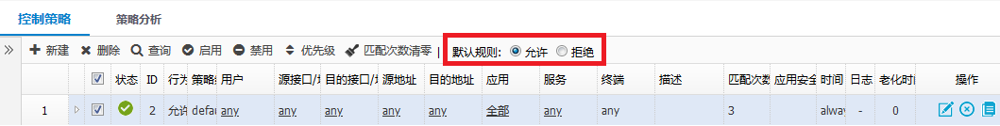 控制策略 策略分析
新建 删除 查询 启用 禁用 优先级 匹配次数清零 | 默认规则: 允许 拒绝
状态 ID 行为 策略 用户 源接口/ 目的接口/ 源地址 目的地址 应用 服务 终端 描述 匹配次数 应用安全 时间 日志 老化时间 操作
1 2 允许 defau any any any any any 全部 any any 3 alway - 0